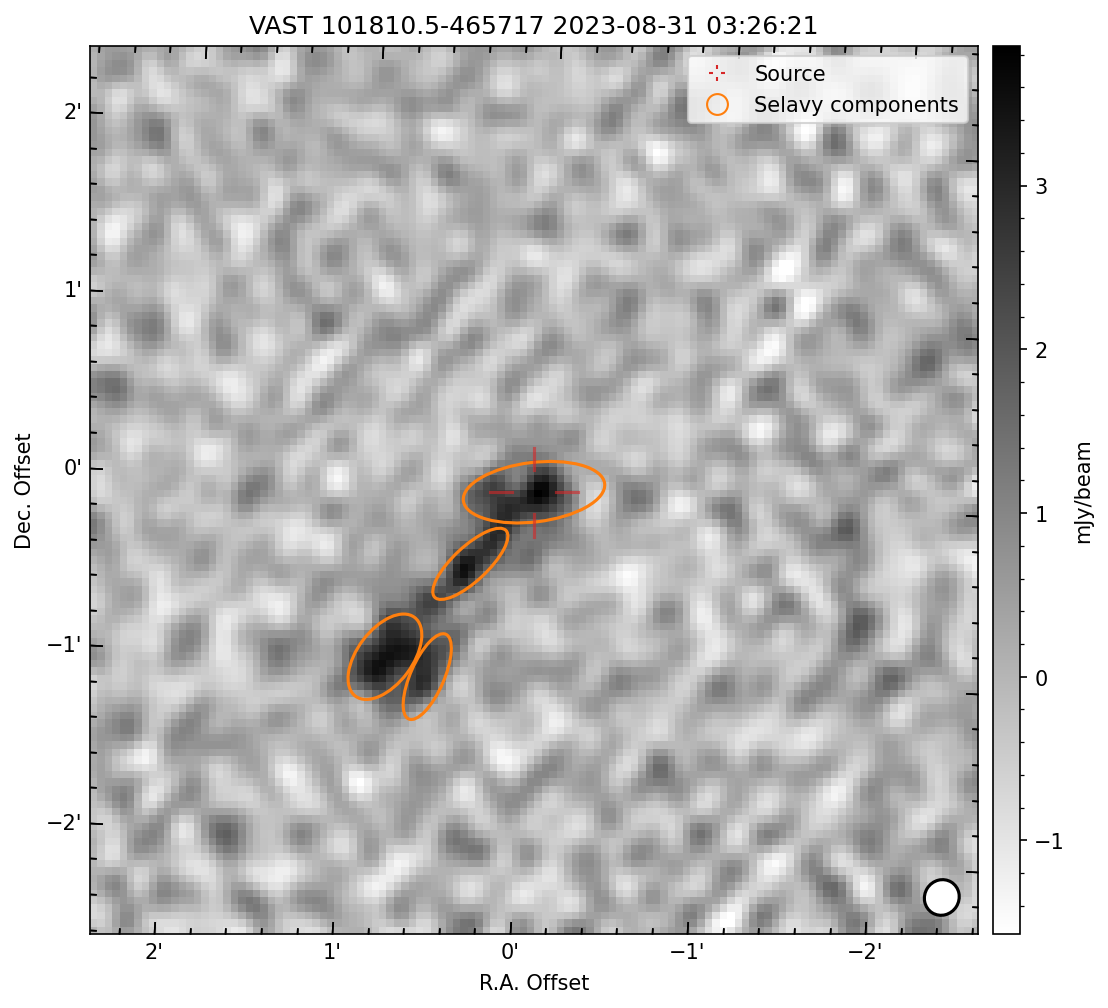 VAST 101810.5-465717 2023-08-31 03:26:21
Source
Selavy components
2'
1'
0'
−1'
−2'
Dec. Offset
2'
1'
0'
−1'
−2'
R.A. Offset
3
2
1
0
−1
mJy/beam